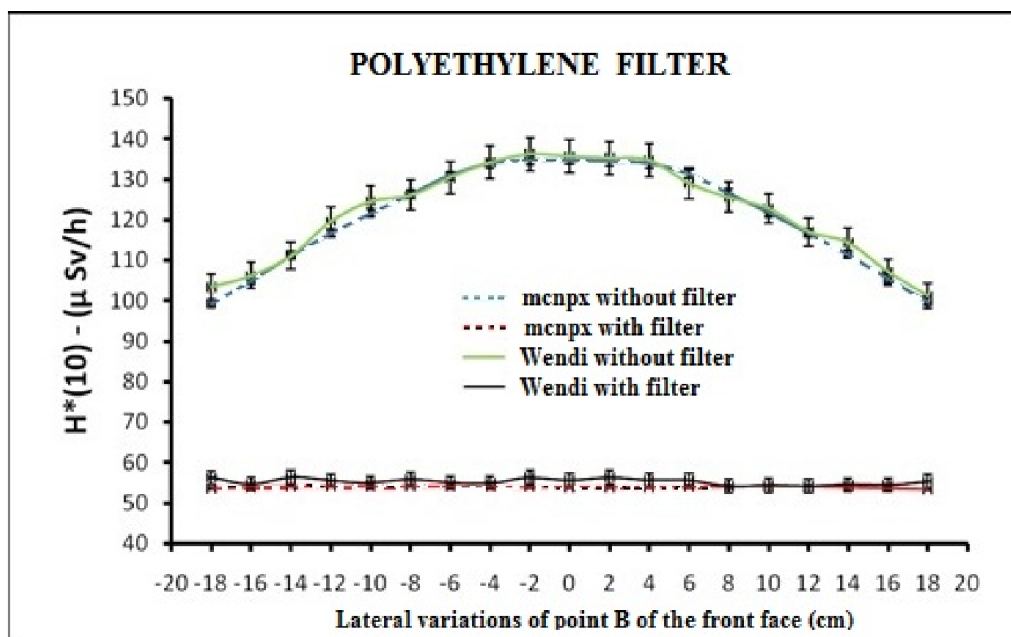 POLYETHYLENE FILTER
H*(10) - (μ Sv/h)
150
140
130
120
110
100
90
80
70
60
50
40
mcnpx without filter
mcnpx with filter
Wendi without filter
Wendi with filter
-20 -18 -16 -14 -12 -10 -8 -6 -4 -2 0 2 4 6 8 10 12 14 16 18 20
Lateral variations of point B of the front face (cm)